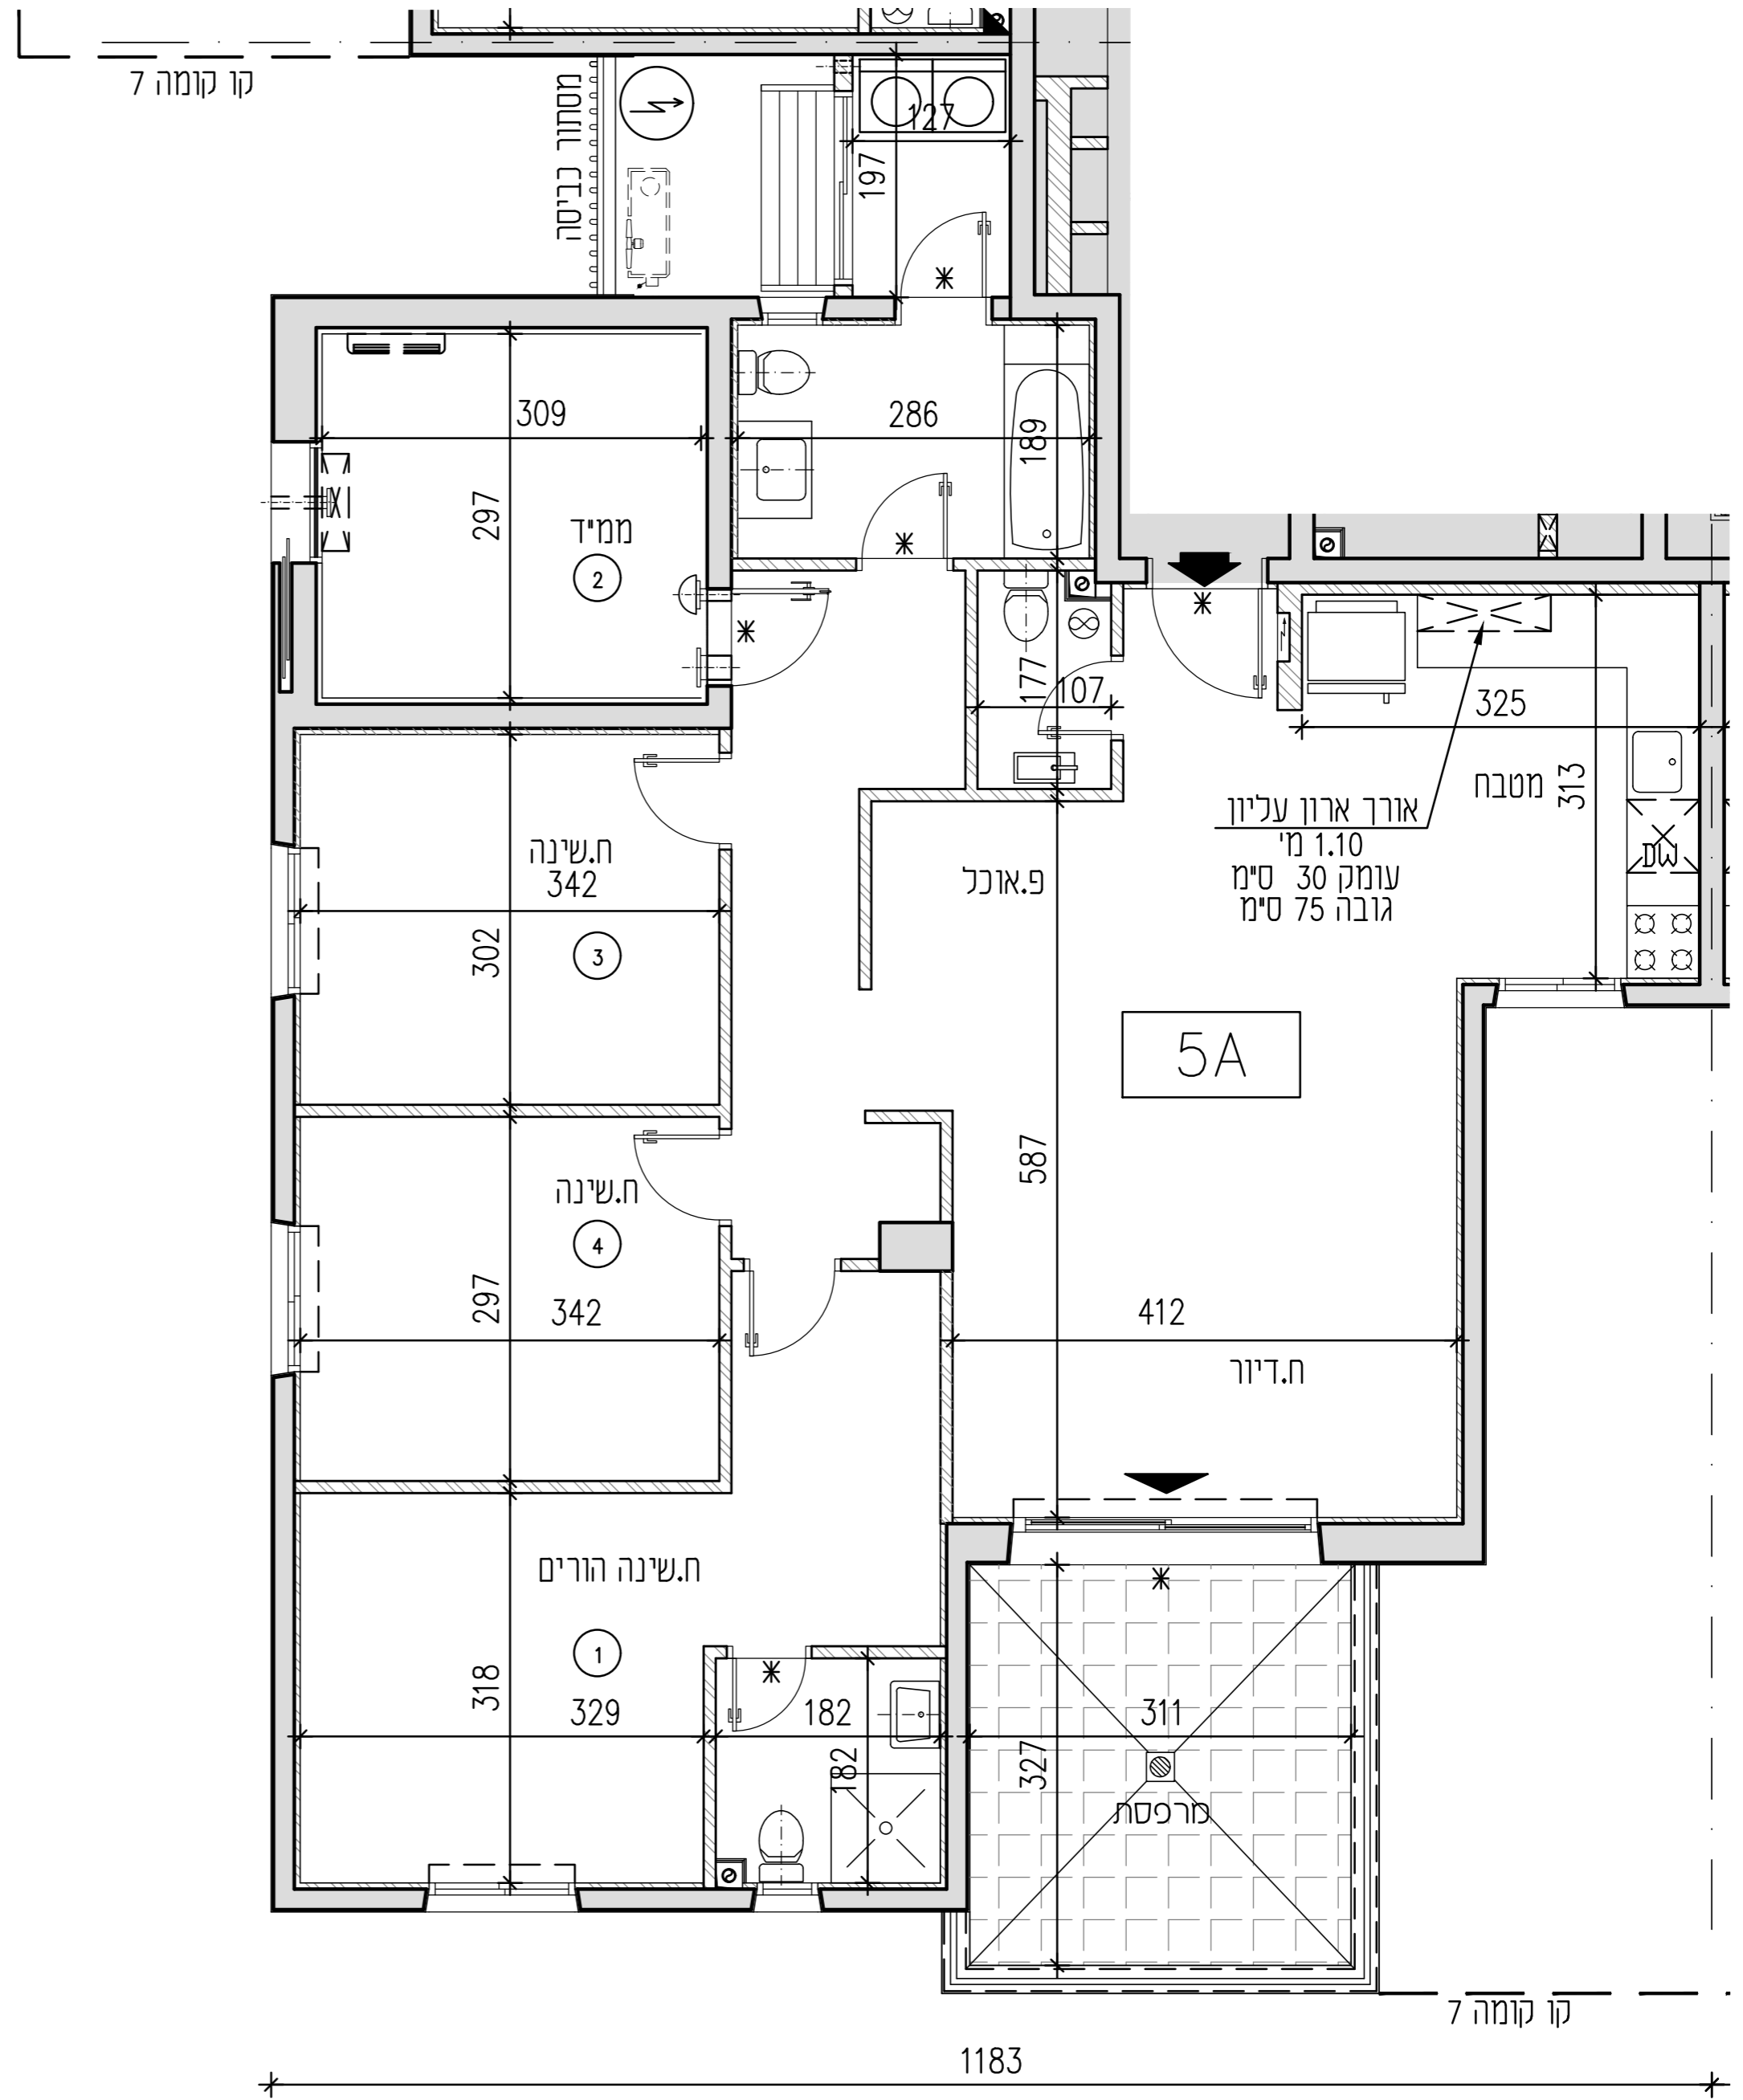 קו קומה 7
מסתור כביסה
127
197
309
297
ממ"ד
2
286
189
177
107
325
313
מטבח
אורך ארון עליון
1.10 מ'
עומק 30 ס"מ
גובה 75 ס"מ
DW
ח.שינה
342
302
3
פ.אוכל
5A
587
ח.שינה
4
297
342
412
ח.דיור
ח.שינה הורים
1
318
329
182
182
311
327
מרפסת
קו קומה 7
1183